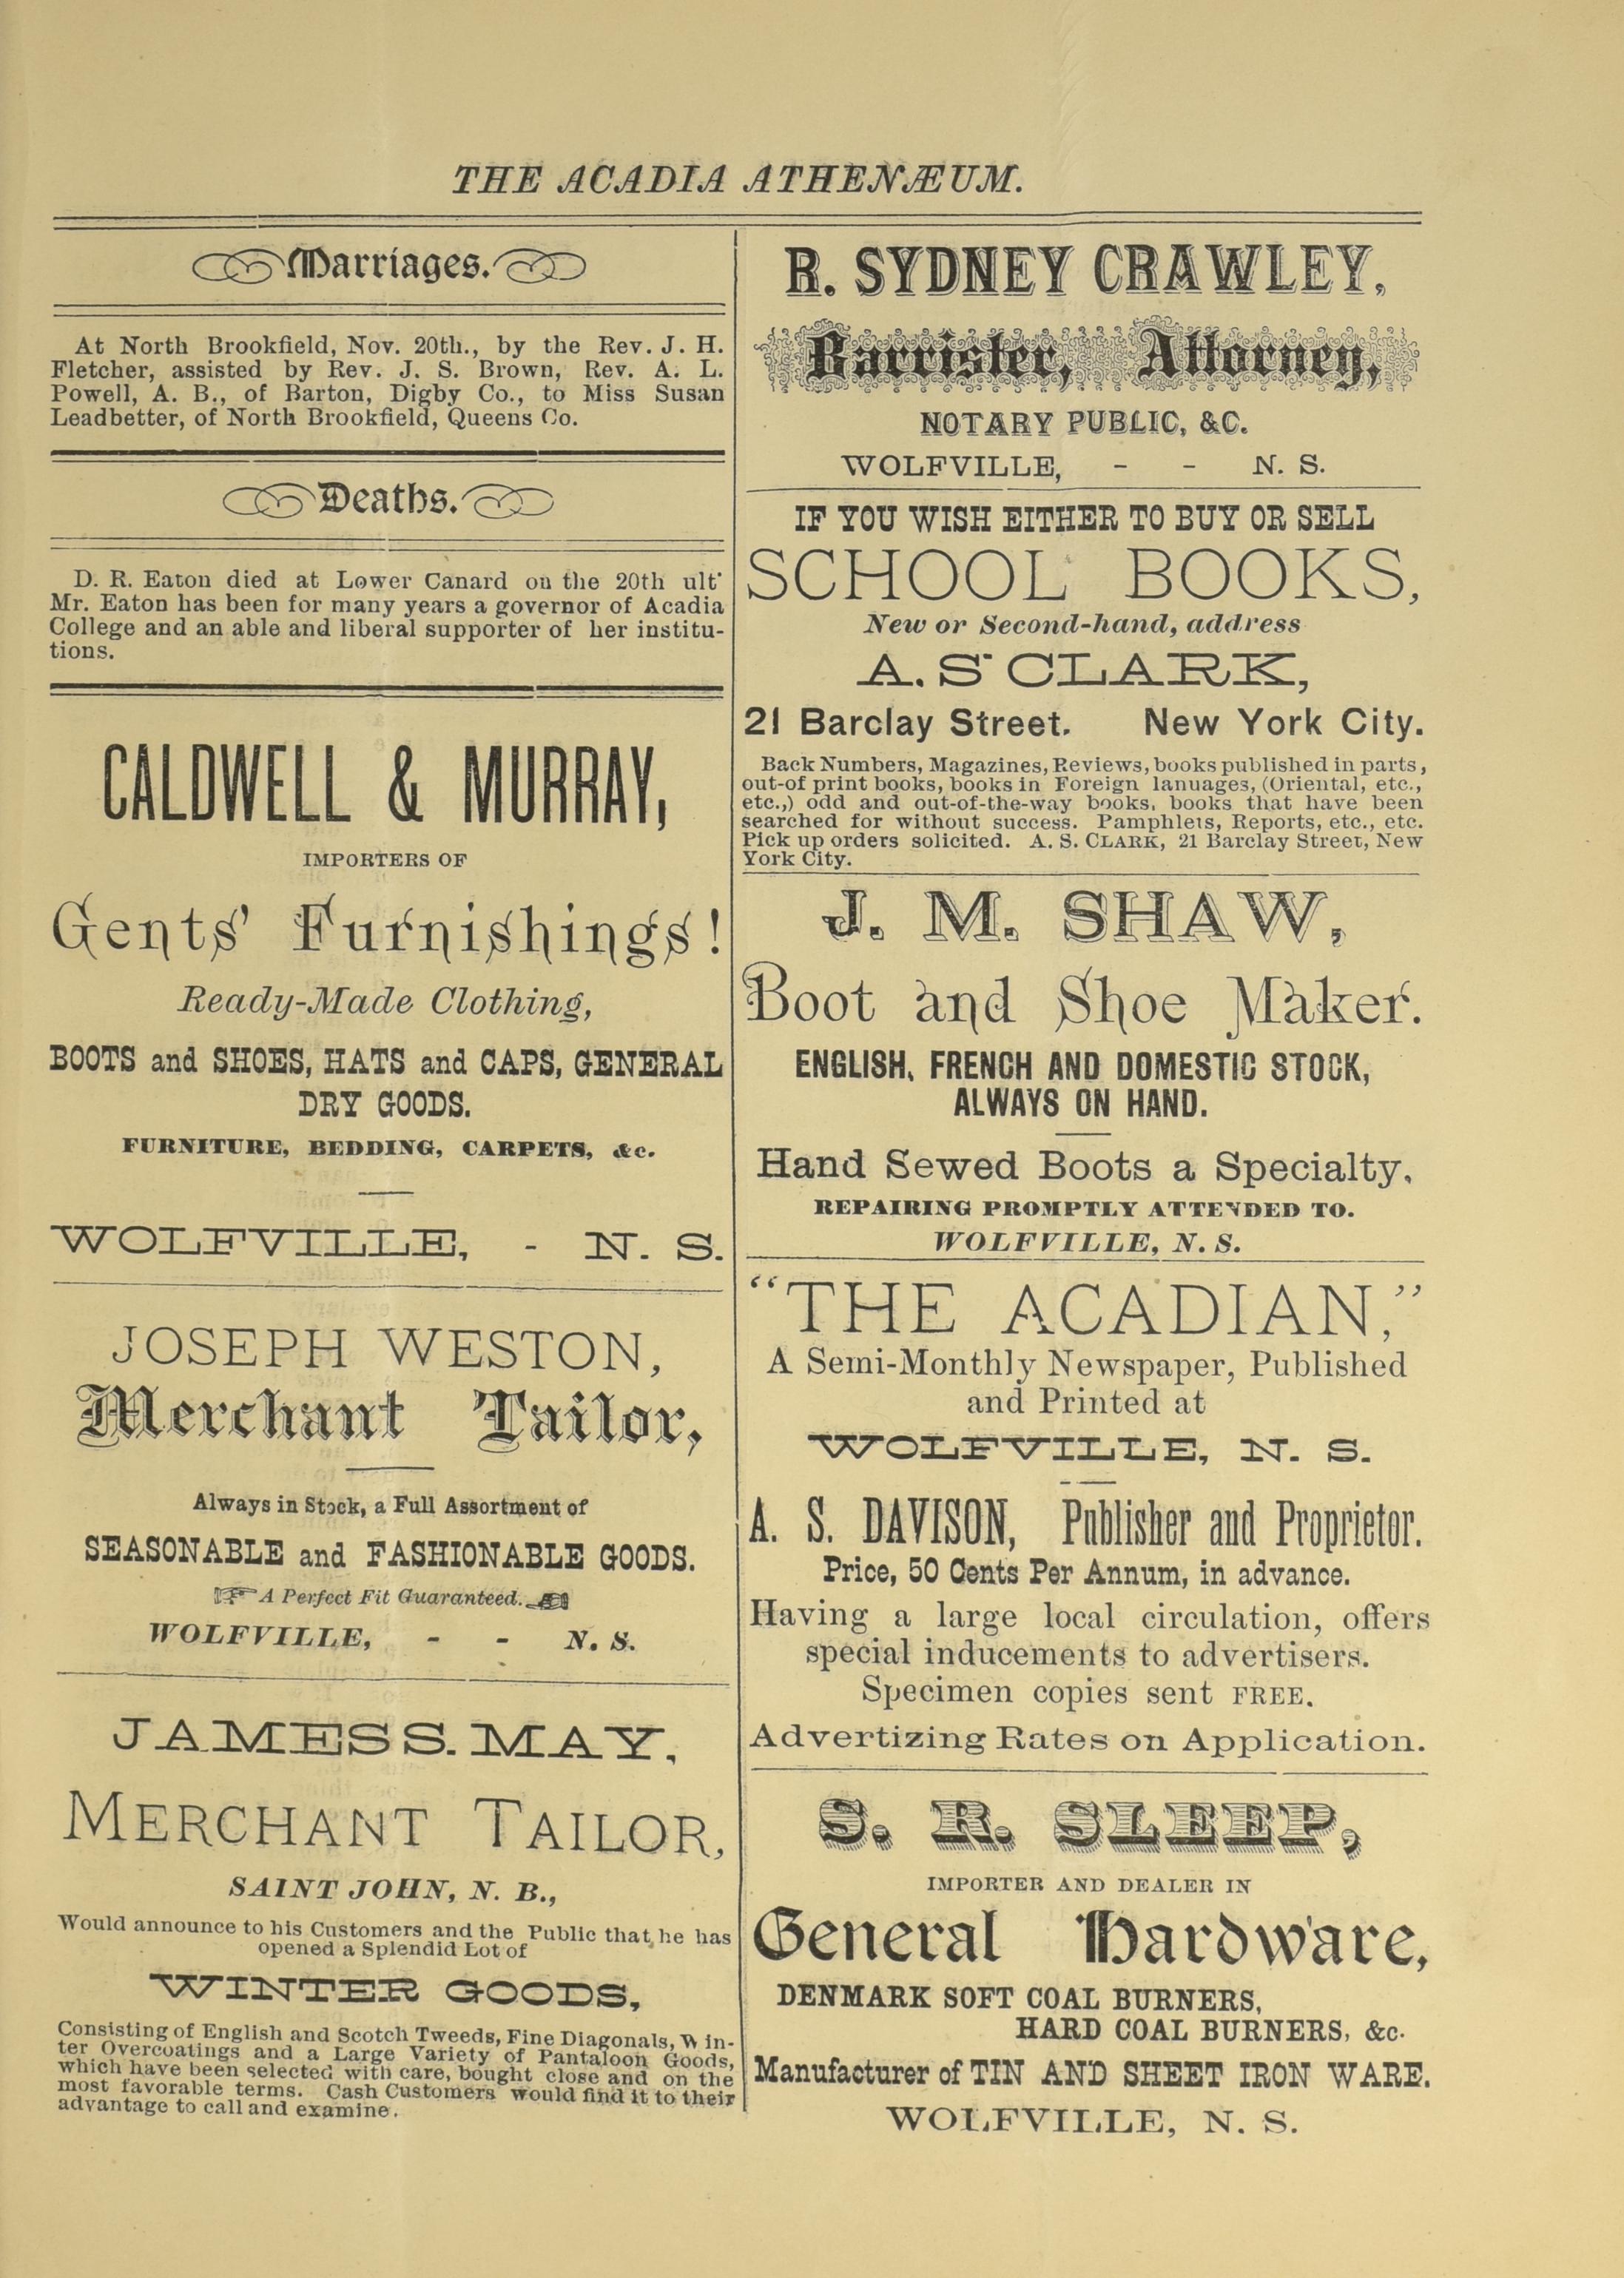 THE ACADIA ATHENÆUM.
Marriages.
At North Brookfield, Nov. 20th., by the Rev. J. H.
Fletcher, assisted by Rev. J. S. Brown, Rev. A. L.
Powell, A. B., of Barton, Digby Co., to Miss Susan
Leadbetter, of North Brookfield, Queens Co.
Deaths.
D. R. Eaton died at Lower Canard on the 20th ult·
Mr. Eaton has been for many years a governor of Acadia
College and an able and liberal supporter of her institu-
tions.
CALDWELL & MURRAY,
IMPORTERS OF
Gents' Furnishings!
Ready-Made Clothing,
BOOTS and SHOES, HATS and CAPS, GENERAL
DRY GOODS.
FURNITURE, BEDDING, CARPETS, &c.
WOLFVILLE, - N. S.
JOSEPH WESTON,
Merchant Tailor,
Always in Stock, a Full Assortment of
SEASONABLE and FASHIONABLE GOODS.
☞ A Perfect Fit Guaranteed. ☜
WOLFVILLE, - - N. S.
JAMES S. MAY,
MERCHANT TAILOR,
SAINT JOHN, N. B.,
Would announce to his Customers and the Public that he has
opened a Splendid Lot of
WINTER GOODS,
Consisting of English and Scotch Tweeds, Fine Diagonals, Win-
ter Overcoatings and a Large Variety of Pantaloon Goods,
which have been selected with care, bought close and on the
most favorable terms. Cash Customers would find it to their
advantage to call and examine.
R. SYDNEY CRAWLEY,
Barrister, Attorney,
NOTARY PUBLIC, &C.
WOLFVILLE, - - N. S.
IF YOU WISH EITHER TO BUY OR SELL
SCHOOL BOOKS,
New or Second-hand, address
A. S· CLARK,
21 Barclay Street. New York City.
Back Numbers, Magazines, Reviews, books published in parts,
out-of print books, books in Foreign lanuages, (Oriental, etc.,
etc.,) odd and out-of-the-way books, books that have been
searched for without success. Pamphlets, Reports, etc., etc.
Pick up orders solicited. A. S. CLARK, 21 Barclay Street, New
York City.
J. M. SHAW,
Boot and Shoe Maker.
ENGLISH, FRENCH AND DOMESTIC STOCK,
ALWAYS ON HAND.
Hand Sewed Boots a Specialty,
REPAIRING PROMPTLY ATTENDED TO.
WOLFVILLE, N. S.
"THE ACADIAN,"
A Semi-Monthly Newspaper, Published
and Printed at
WOLFVILLE, N. S.
A. S. DAVISON, Publisher and Proprietor.
Price, 50 Cents Per Annum, in advance.
Having a large local circulation, offers
special inducements to advertisers.
Specimen copies sent FREE.
Advertizing Rates on Application.
S. R. SLEEP,
IMPORTER AND DEALER IN
General Hardware,
DENMARK SOFT COAL BURNERS,
HARD COAL BURNERS, &c.
Manufacturer of TIN AND SHEET IRON WARE.
WOLFVILLE, N. S.